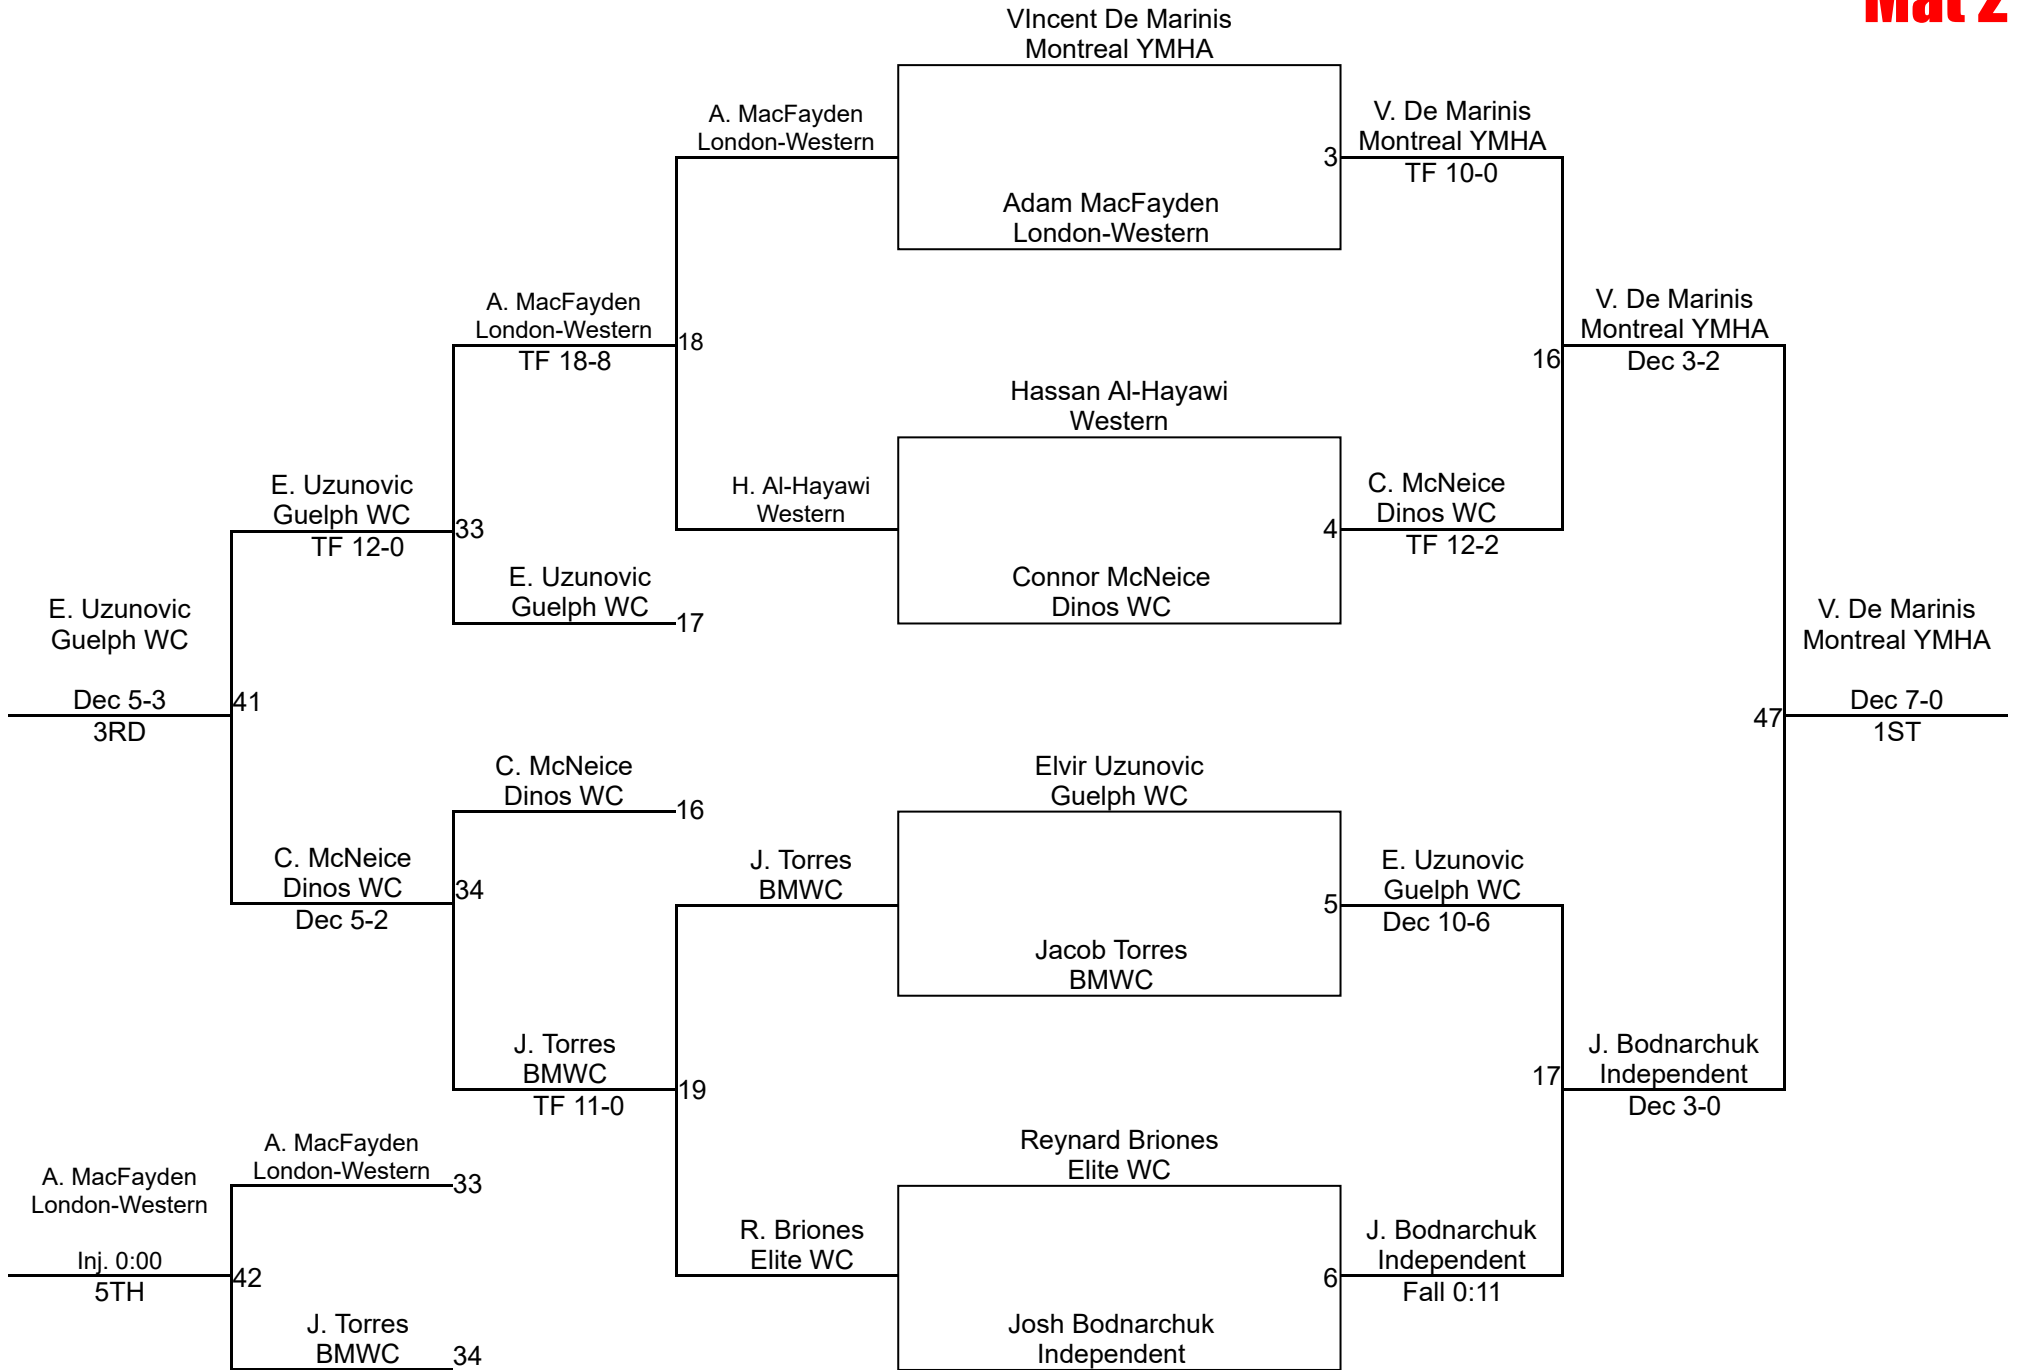 Mat 2
VIncent De Marinis
Montreal YMHA
A. MacFayden
London-Western
3
V. De Marinis
Montreal YMHA
TF 10-0
Adam MacFayden
London-Western
A. MacFayden
London-Western
TF 18-8
18
V. De Marinis
Montreal YMHA
Dec 3-2
16
Hassan Al-Hayawi
Western
E. Uzunovic
Guelph WC
TF 12-0
33
H. Al-Hayawi
Western
4
C. McNeice
Dinos WC
TF 12-2
E. Uzunovic
Guelph WC
17
Connor McNeice
Dinos WC
E. Uzunovic
Guelph WC
Dec 5-3
3RD
41
V. De Marinis
Montreal YMHA
Dec 7-0
1ST
47
C. McNeice
Dinos WC
16
Elvir Uzunovic
Guelph WC
C. McNeice
Dinos WC
Dec 5-2
34
J. Torres
BMWC
5
E. Uzunovic
Guelph WC
Dec 10-6
Jacob Torres
BMWC
J. Torres
BMWC
TF 11-0
19
17
J. Bodnarchuk
Independent
Dec 3-0
A. MacFayden
London-Western
33
Reynard Briones
Elite WC
A. MacFayden
London-Western
Inj. 0:00
5TH
42
R. Briones
Elite WC
6
J. Bodnarchuk
Independent
Fall 0:11
J. Torres
BMWC
34
Josh Bodnarchuk
Independent